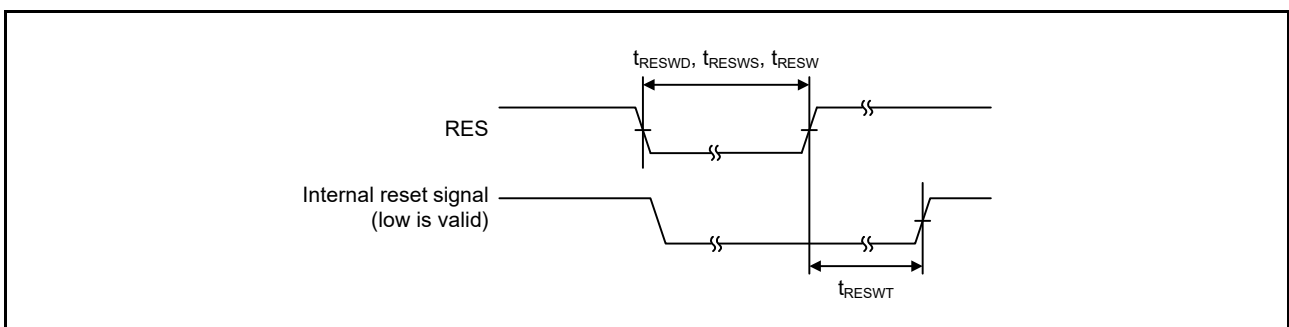 tRESWD, tRESWS, tRESW
RES
Internal reset signal
(low is valid)
tRESWT